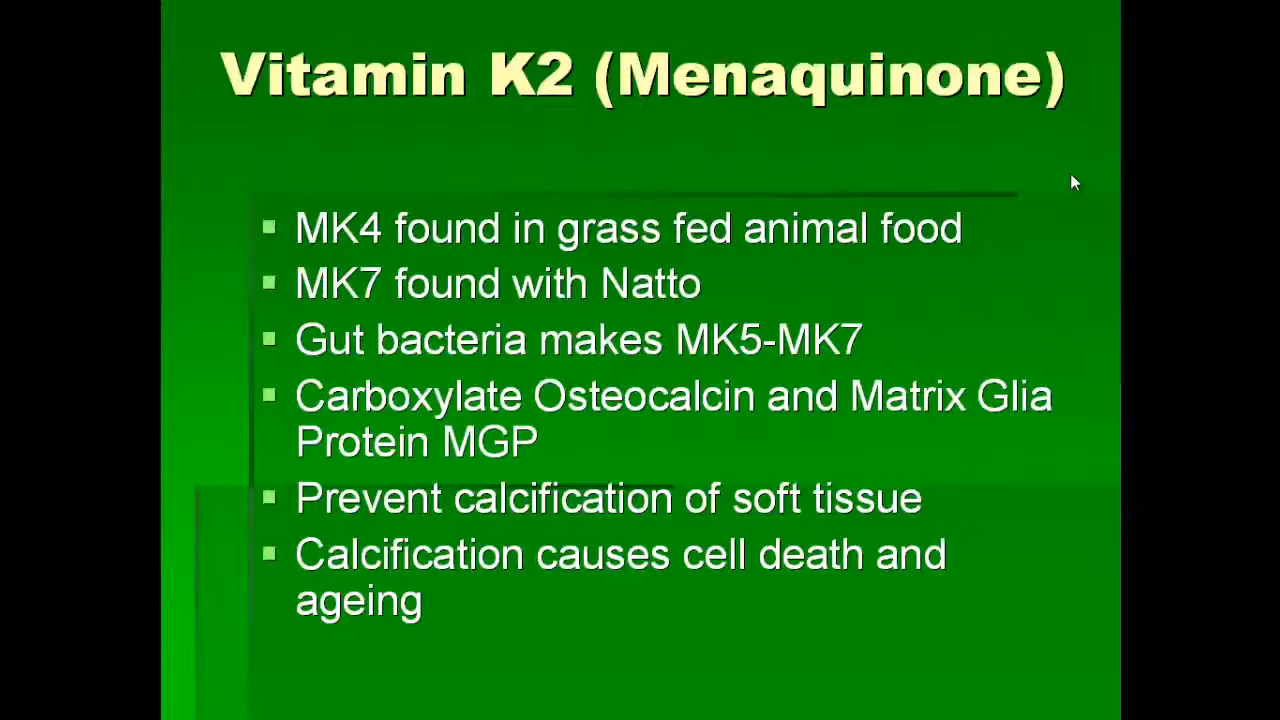 Vitamin K2 (Menaquinone)
MK4 found in grass fed animal food
MK7 found with Natto
Gut bacteria makes MK5-MK7
Carboxylate Osteocalcin and Matrix Glia
Protein MGP
Prevent calcification of soft tissue
Calcification causes cell death and
ageing